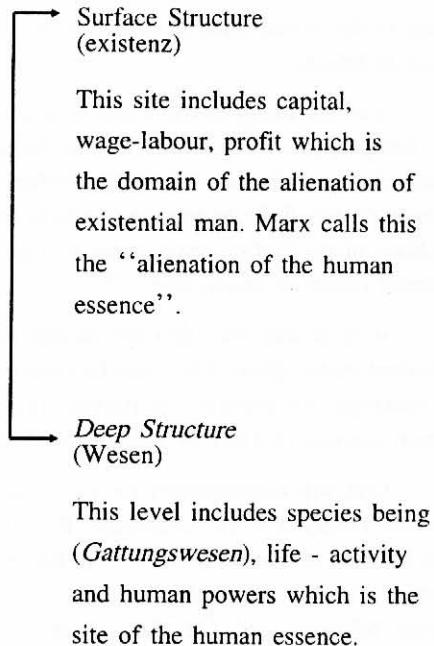 Surface Structure
(existenz)
This site includes capital,
wage-labour, profit which is
the domain of the alienation of
existential man. Marx calls this
the ‘‘alienation of the human
essence’’.
Deep Structure
(Wesen)
This level includes species being
(Gattungswesen), life - activity
and human powers which is the
site of the human essence.